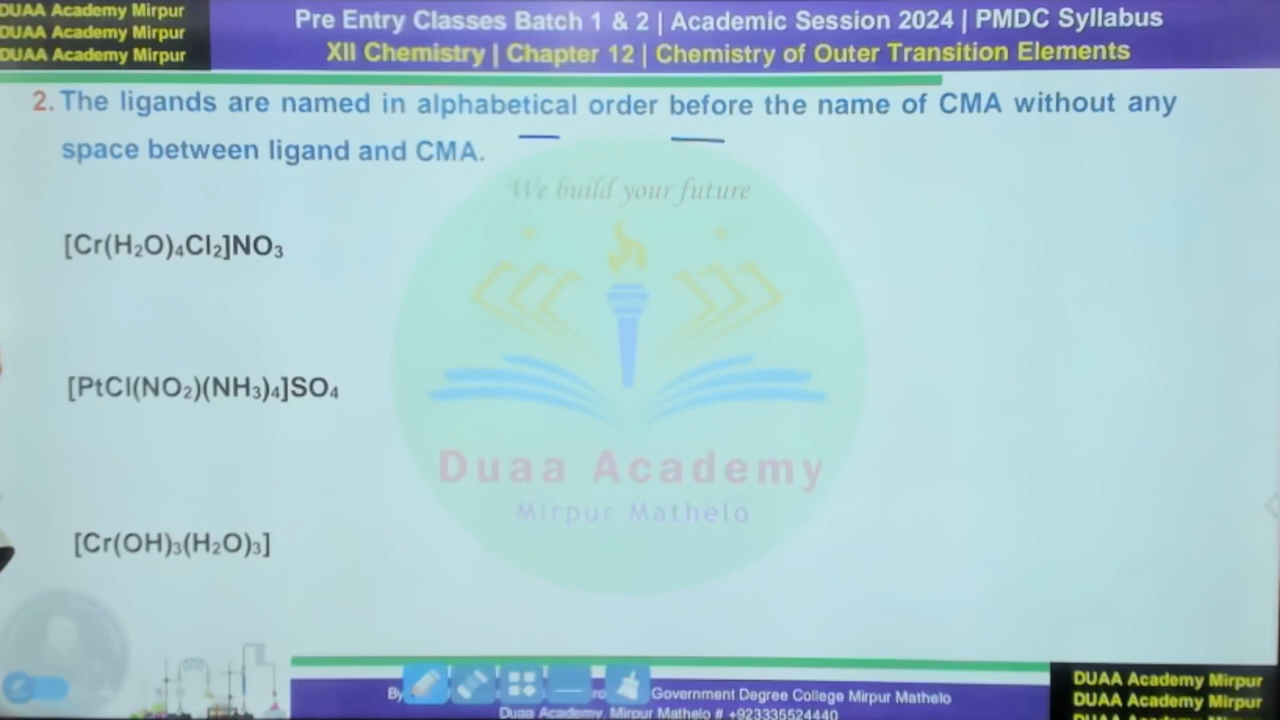 DUAA Academy Mirpur
DUAA Academy Mirpur
DUAA Academy Mirpur
Pre Entry Classes Batch 1 & 2 | Academic Session 2024 | PMDC Syllabus
XII Chemistry | Chapter 12 | Chemistry of Outer Transition Elements
2. The ligands are named in alphabetical order before the name of CMA without any
space between ligand and CMA.
We build your future
[Cr(H₂O)₄Cl₂]NO₃
[PtCl(NO₂)(NH₃)₄]SO₄
Duaa Academy
Mirpur Mathelo
[Cr(OH)₃(H₂O)₃]
By Government Degree College Mirpur Mathelo
Duaa Academy, Mirpur Mathelo # +923335524440
DUAA Academy Mirpur
DUAA Academy Mirpur